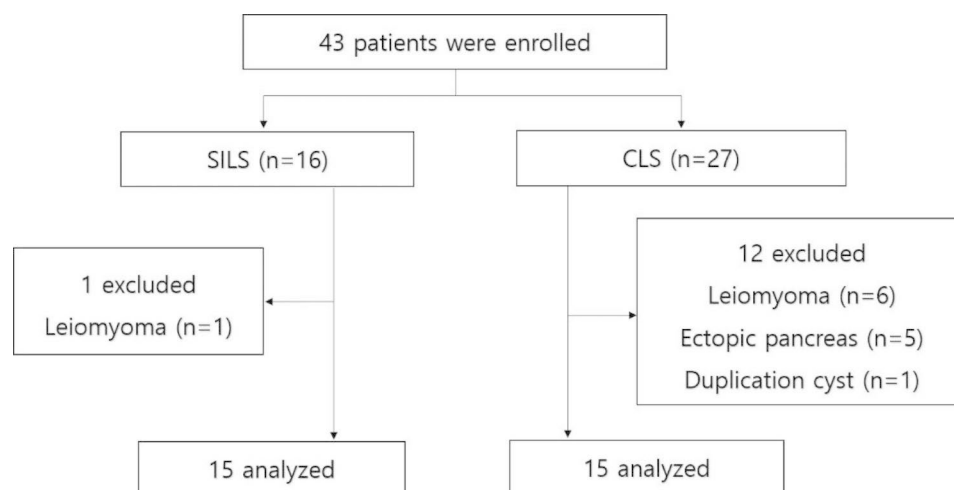 43 patients were enrolled
SILS (n=16)
CLS (n=27)
1 excluded
Leiomyoma (n=1)
12 excluded
Leiomyoma (n=6)
Ectopic pancreas (n=5)
Duplication cyst (n=1)
15 analyzed
15 analyzed